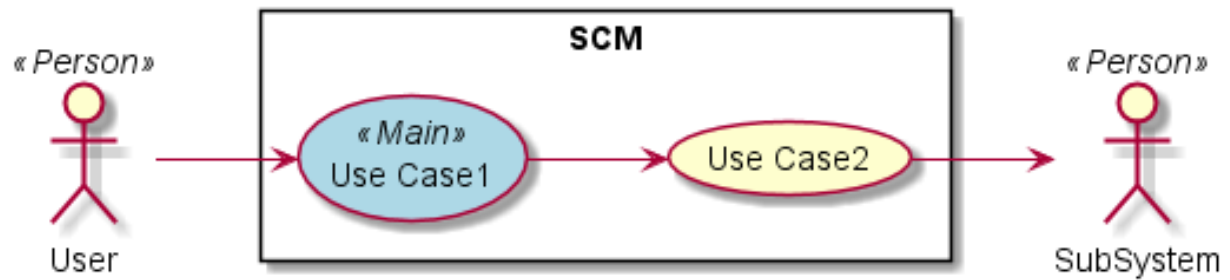 SCM
«Person»
«Person»
«Main»
Use Case1
Use Case2
User
SubSystem